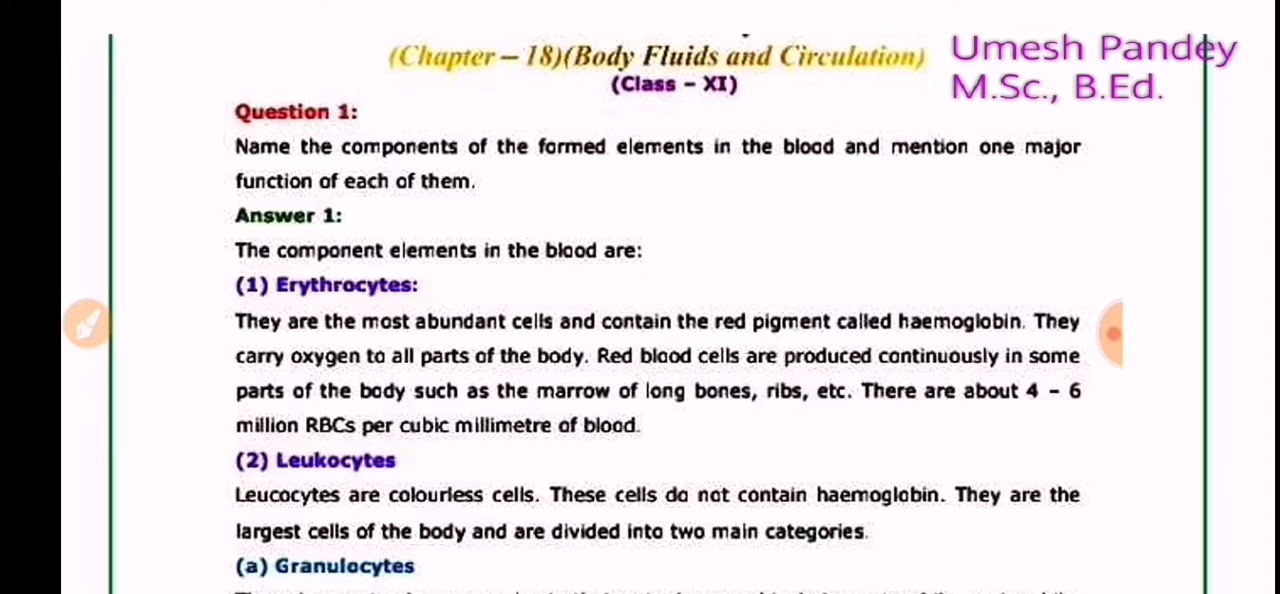 (Chapter – 18)(Body Fluids and Circulation)
Umesh Pandey
(Class – XI)
M.Sc., B.Ed.
Question 1:
Name the components of the formed elements in the blood and mention one major
function of each of them.
Answer 1:
The component elements in the blood are:
(1) Erythrocytes:
They are the most abundant cells and contain the red pigment called haemoglobin. They
carry oxygen to all parts of the body. Red blood cells are produced continuously in some
parts of the body such as the marrow of long bones, ribs, etc. There are about 4 – 6
million RBCs per cubic millimetre of blood.
(2) Leukocytes
Leucocytes are colourless cells. These cells do not contain haemoglobin. They are the
largest cells of the body and are divided into two main categories.
(a) Granulocytes